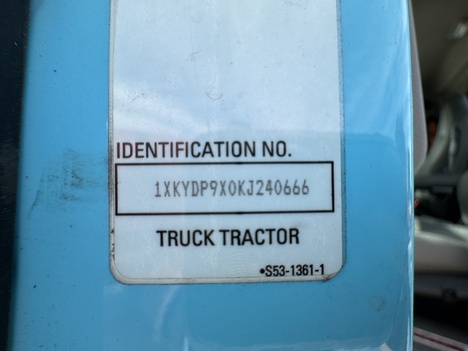 IDENTIFICATION NO.
1XKYDP9X0KJ240666
TRUCK TRACTOR
•S53-1361-1